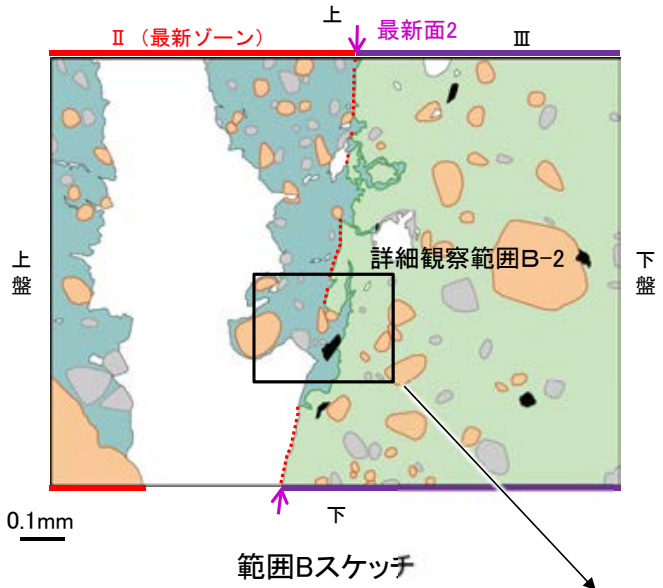 上
Ⅱ（最新ゾーン）
最新面2
Ⅲ
詳細観察範囲B-2
上盤
下盤
下
0.1mm
範囲Bスケッチ